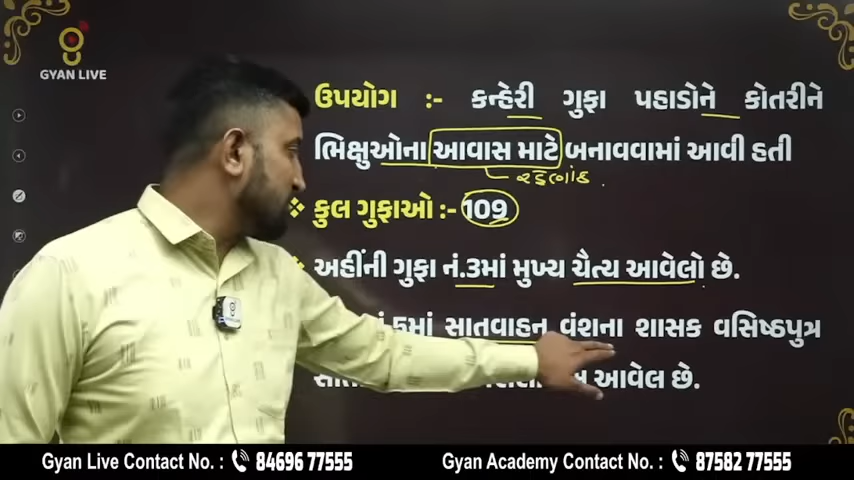 GYAN LIVE
ઉપયોગ :- કન્હેરી ગુફા પહાડોને કોતરીને
ભિક્ષુઓના આવાસ માટે બનાવવામાં આવી હતી
રહેણાંક
❖ કુલ ગુફાઓ :- 109
અહીંની ગુફા નં.3માં મુખ્ય ચૈત્ય આવેલો છે.
સાતવાહન વંશના શાસક વસિષ્ઠપુત્ર
આવેલ છે.
Gyan Live Contact No. : 84696 77555
Gyan Academy Contact No. : 87582 77555